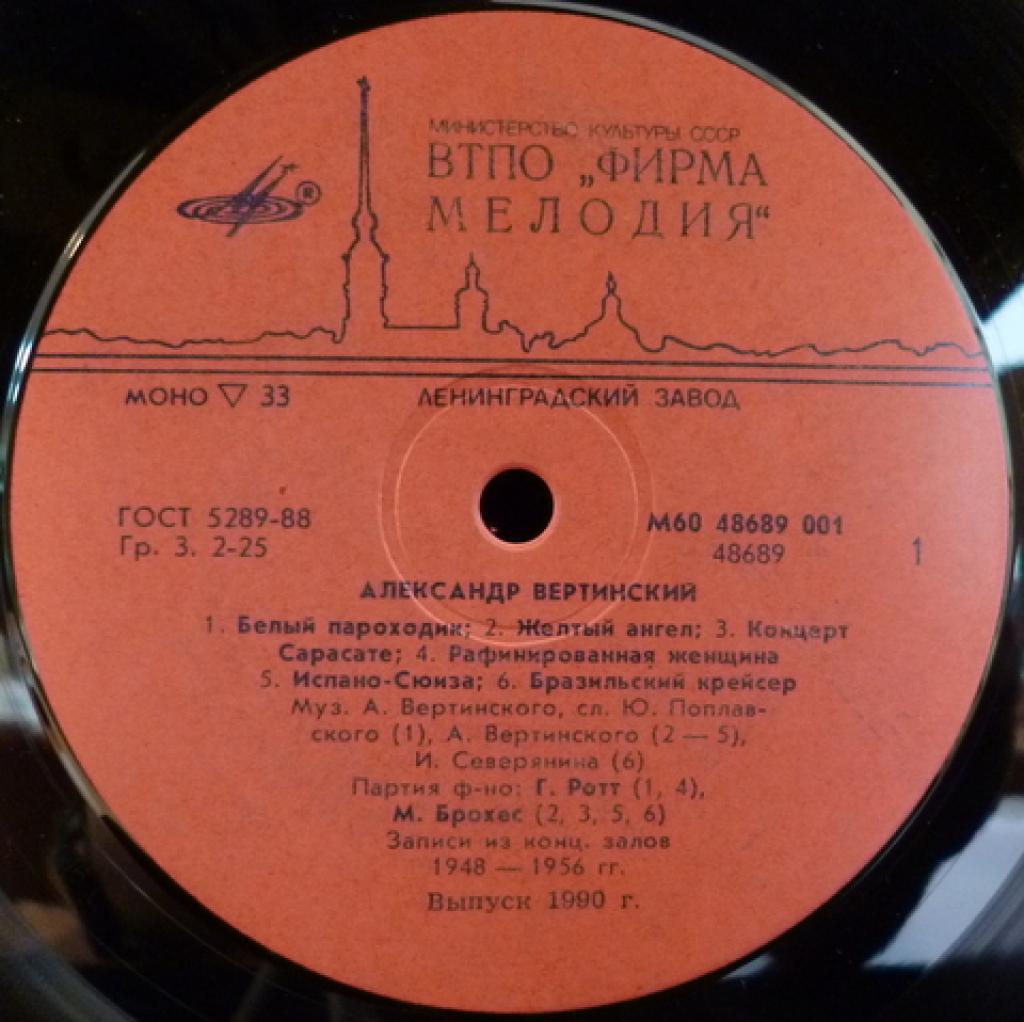 МИНИСТЕРСТВО КУЛЬТУРЫ СССР
ВТПО „ФИРМА
МЕЛОДИЯ“
®
МОНО ▽ 33 ЛЕНИНГРАДСКИЙ ЗАВОД
ГОСТ 5289-88 М60 48689 001
Гр. 3. 2-25 48689 1
АЛЕКСАНДР ВЕРТИНСКИЙ
1. Белый пароходик; 2. Желтый ангел; 3. Концерт
Сарасате; 4. Рафинированная женщина
5. Испано-Сюиза; 6. Бразильский крейсер
Муз. А. Вертинского, сл. Ю. Поплав-
ского (1), А. Вертинского (2 — 5),
И. Северянина (6)
Партия ф-но: Г. Ротт (1, 4),
М. Брохес (2, 3, 5, 6)
Записи из конц. залов
1948 — 1956 гг.
Выпуск 1990 г.